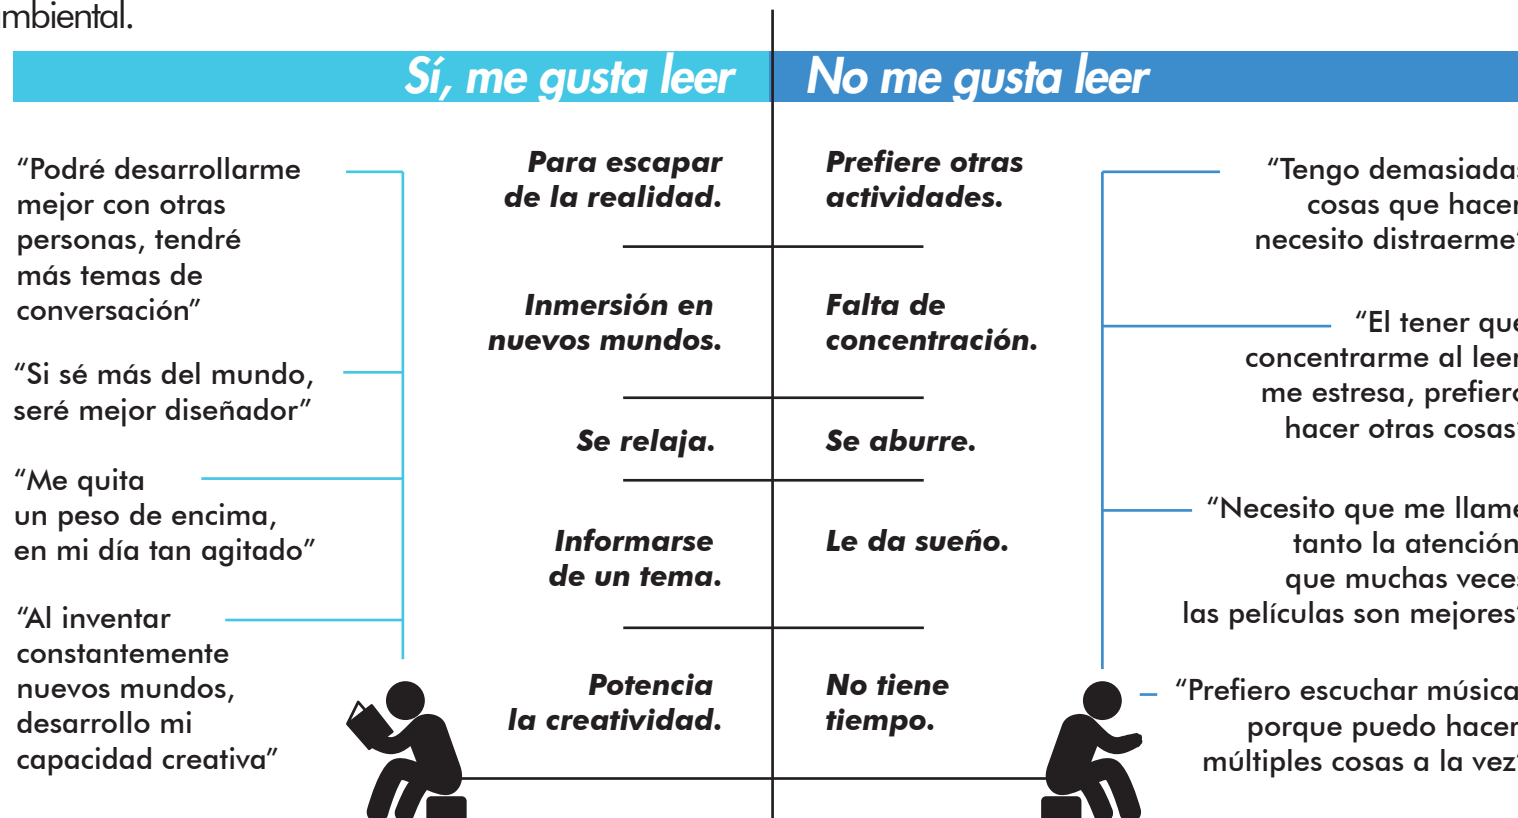 ambiental.
Sí, me gusta leer
No me gusta leer
“Podré desarrollarme
mejor con otras
personas, tendré
más temas de
conversación”
“Si sé más del mundo,
seré mejor diseñador”
“Me quita
un peso de encima,
en mi día tan agitado”
“Al inventar
constantemente
nuevos mundos,
desarrollo mi
capacidad creativa”
Para escapar
de la realidad.
Inmersión en
nuevos mundos.
Se relaja.
Informarse
de un tema.
Potencia
la creatividad.
Prefiere otras
actividades.
Falta de
concentración.
Se aburre.
Le da sueño.
No tiene
tiempo.
“Tengo demasiadas
cosas que hacer
necesito distraerme”
“El tener que
concentrarme al leer
me estresa, prefiero
hacer otras cosas”
“Necesito que me llame
tanto la atención
que muchas veces
las películas son mejores”
“Prefiero escuchar música
porque puedo hacer
múltiples cosas a la vez”